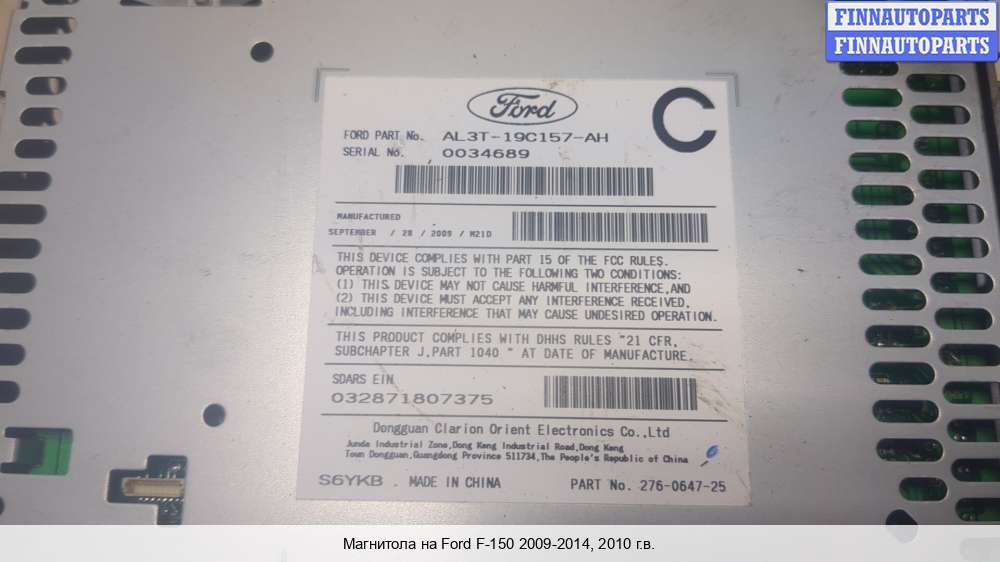 FINNAUTOPARTS
FINNAUTOPARTS
Ford
C
FORD PART No. AL3T-19C157-AH
SERIAL No. 0034689
MANUFACTURED
SEPTEMBER / 28 / 2009 / M21D
THIS DEVICE COMPLIES WITH PART 15 OF THE FCC RULES.
OPERATION IS SUBJECT TO THE FOLLOWING TWO CONDITIONS:
(1) THIS DEVICE MAY NOT CAUSE HARMFUL INTERFERENCE,AND
(2) THIS DEVICE MUST ACCEPT ANY INTERFERENCE RECEIVED,
INCLUDING INTERFERENCE THAT MAY CAUSE UNDESIRED OPERATION.
THIS PRODUCT COMPLIES WITH DHHS RULES "21 CFR,
SUBCHAPTER J,PART 1040 " AT DATE OF MANUFACTURE.
SDARS EIN
032871807375
Dongguan Clarion Orient Electronics Co.,Ltd
Junda Industrial Zone,Dong Keng Industrial Road,Dong Keng
Town Dongguan,Guangdong Province 511734,The People's Republic of China
S6YKB MADE IN CHINA PART No. 276-0647-25
Магнитола на Ford F-150 2009-2014, 2010 г.в.